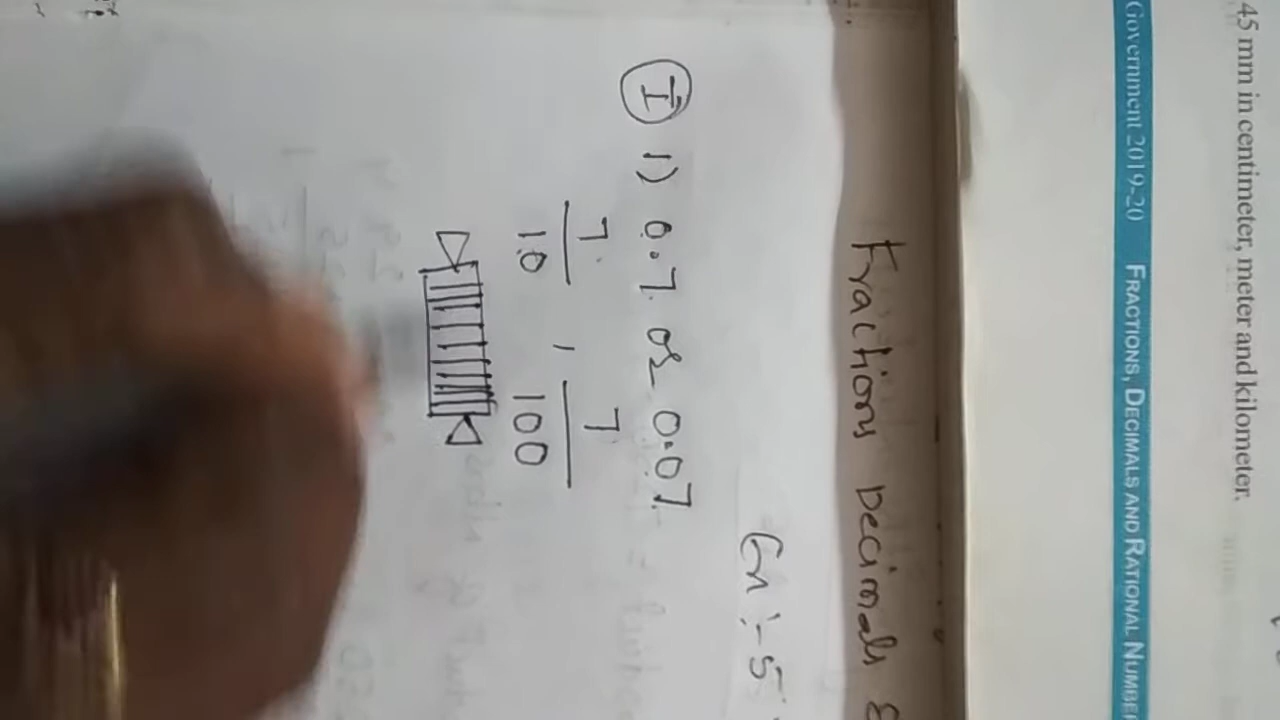 45 mm in centimeter, meter and kilometer.
Government 2019-20 FRACTIONS, DECIMALS AND RATIONAL NUMBE
Fractions Decimals &
Ex:-5
I 1) 0.7 or 0.07
7/10 , 7/100